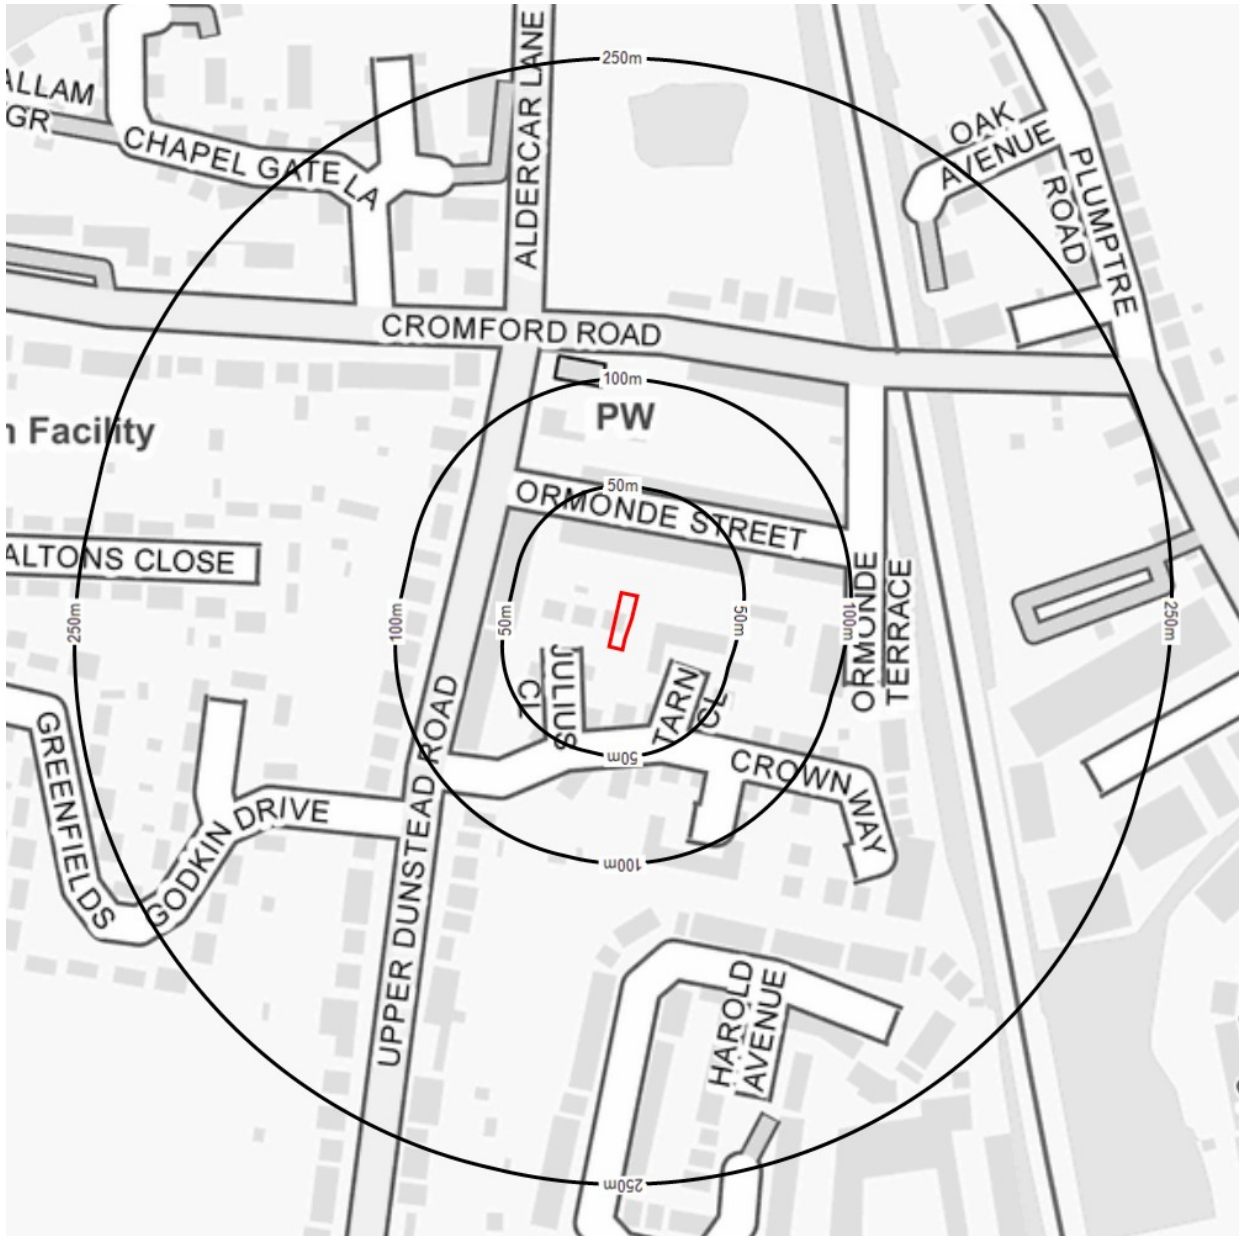 250m
ALDERCAR LANE
ALLAM
GR
CHAPEL GATE LA
OAK
AVENUE
PLUMPTRE
ROAD
CROMFORD ROAD
100m
PW
n Facility
50m
ORMONDE STREET
ALTONS CLOSE
ORMONDE
TERRACE
250m
100m
50m
50m
100m
250m
JULIUS
CL
TARN
CL
50m
CROWN WAY
GREENFIELDS
GODKIN DRIVE
UPPER DUNSTEAD ROAD
100m
HAROLD
AVENUE
250m